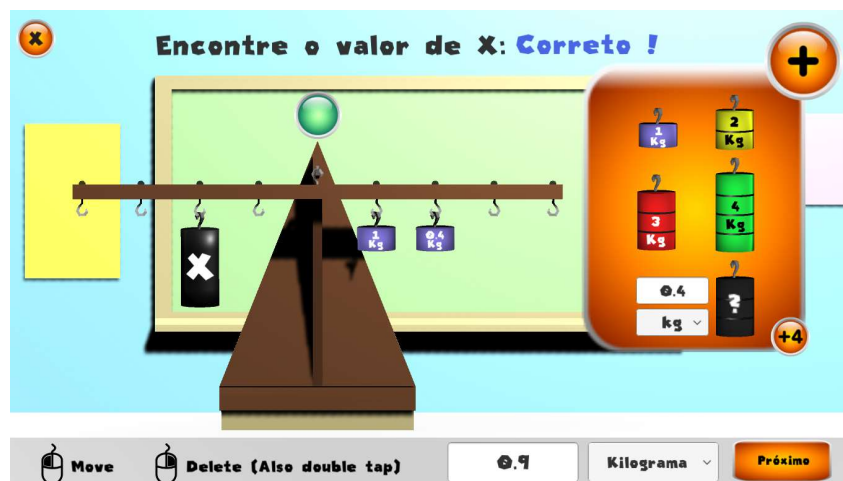 x
Encontre o valor de X: Correto !
+
1
Kg
2
Kg
3
Kg
4
Kg
X
1
Kg
0.4
Kg
0.4
?
kg
+4
Move
Delete (Also double tap)
0.9
Kilograma
Próximo